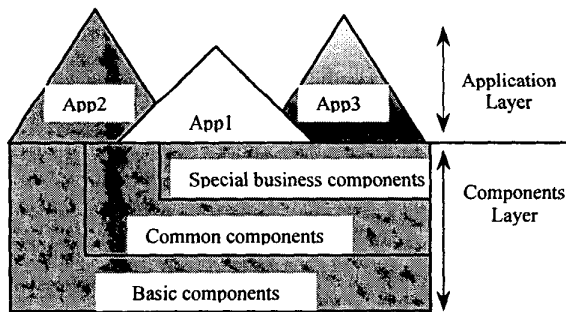 App2
App3
App1
Application
Layer
Special business components
Components
Layer
Common components
Basic components